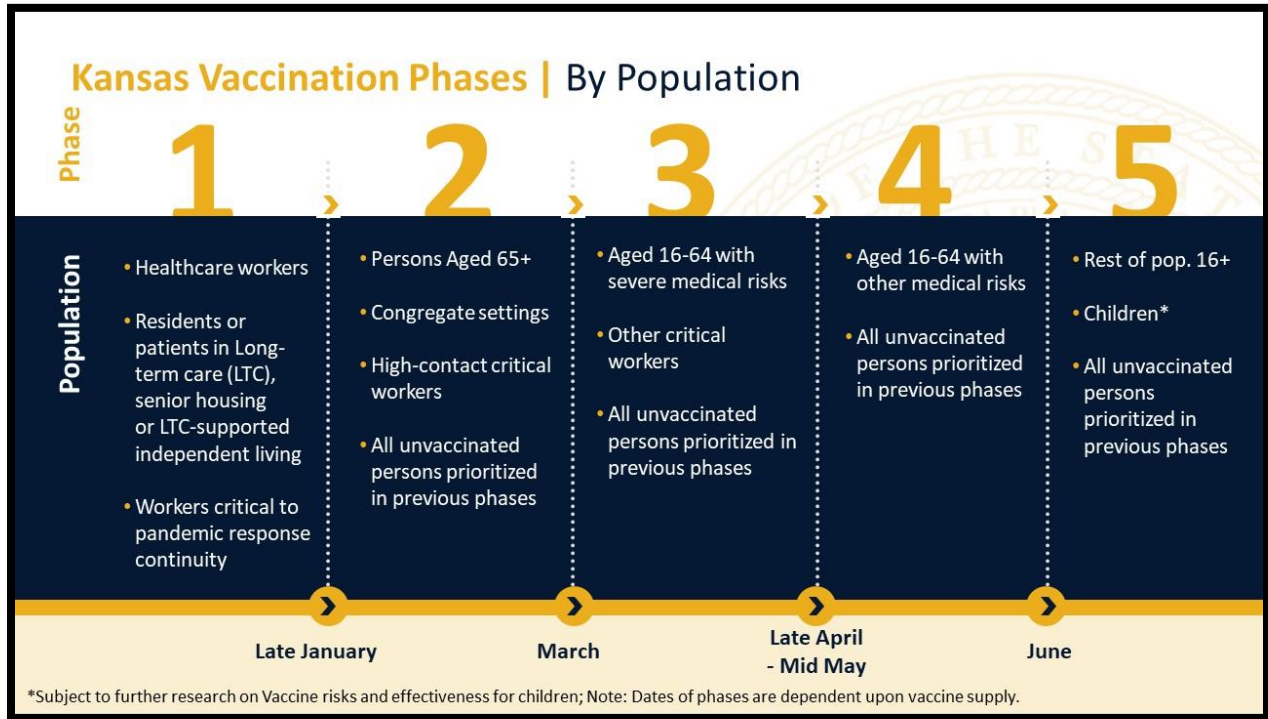 Kansas Vaccination Phases | By Population
Phase
1
2
3
4
5
Population
• Healthcare workers
• Residents or
patients in Long-
term care (LTC),
senior housing
or LTC-supported
independent living
• Workers critical to
pandemic response
continuity
• Persons Aged 65+
• Congregate settings
• High-contact critical
workers
• All unvaccinated
persons prioritized
in previous phases
• Aged 16-64 with
severe medical risks
• Other critical
workers
• All unvaccinated
persons prioritized in
previous phases
• Aged 16-64 with
other medical risks
• All unvaccinated
persons prioritized
in previous phases
• Rest of pop. 16+
• Children*
• All unvaccinated
persons
prioritized in
previous phases
Late January
March
Late April
- Mid May
June
*Subject to further research on Vaccine risks and effectiveness for children; Note: Dates of phases are dependent upon vaccine supply.